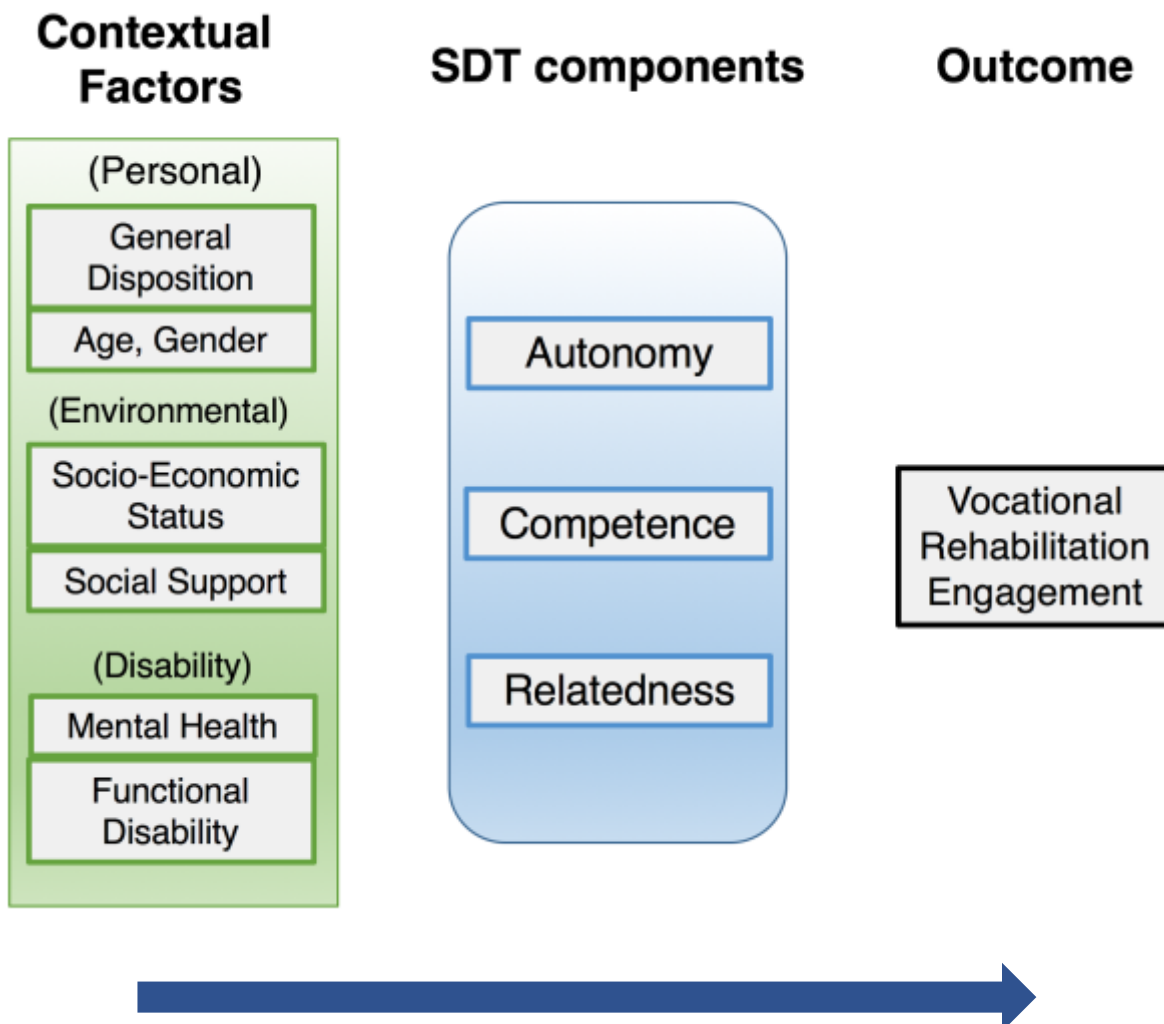 Contextual
Factors
(Personal)
General
Disposition
Age, Gender
(Environmental)
Socio-Economic
Status
Social Support
(Disability)
Mental Health
Functional
Disability
SDT components
Autonomy
Competence
Relatedness
Outcome
Vocational
Rehabilitation
Engagement